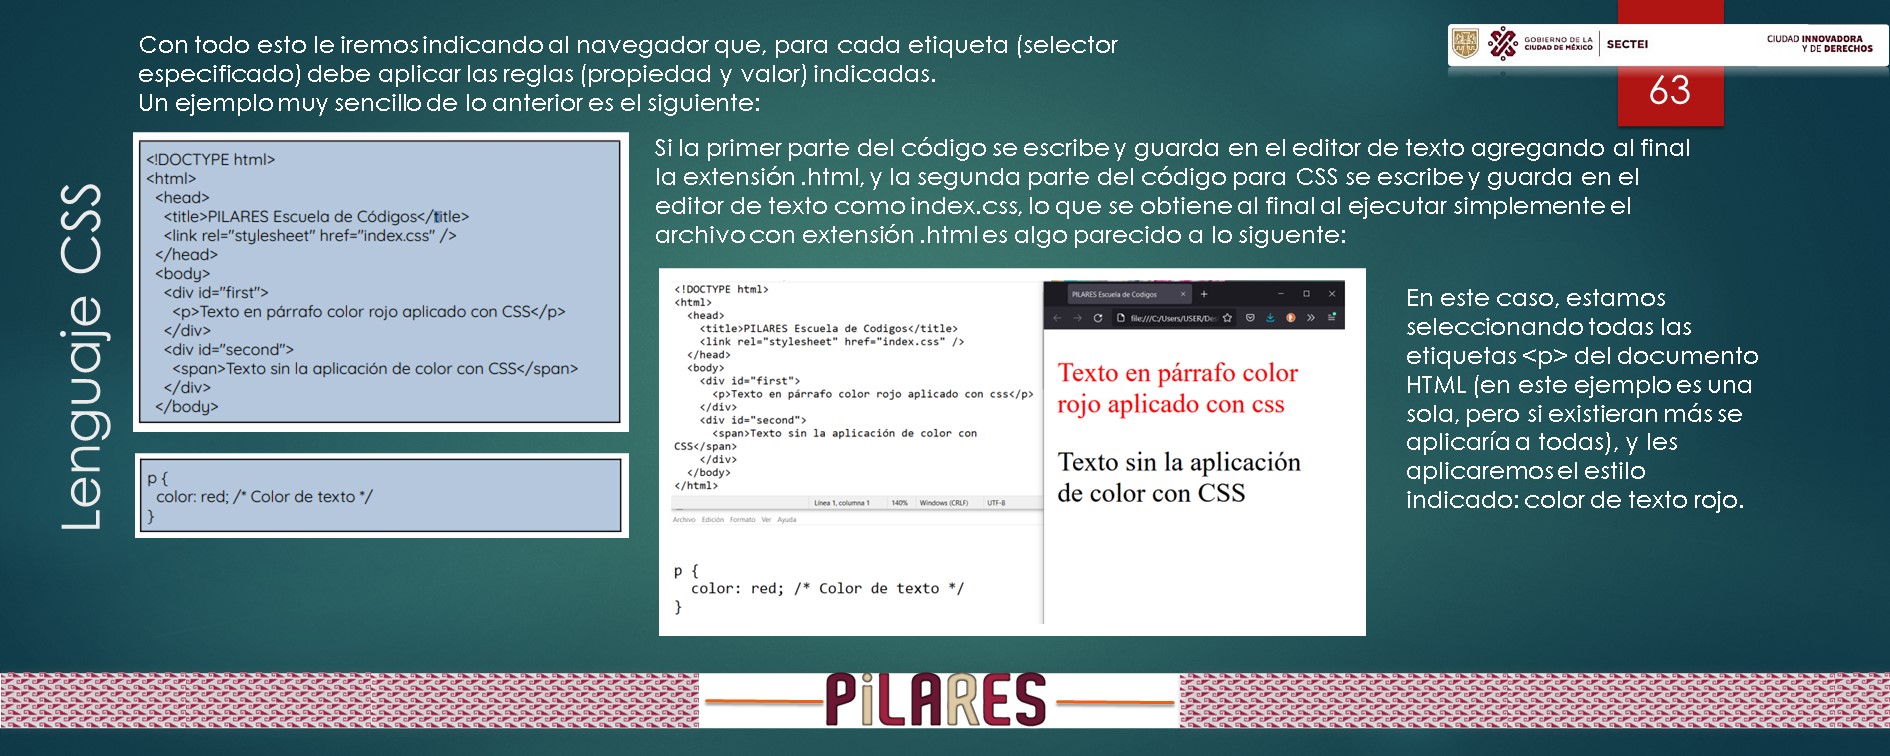 Con todo esto le iremos indicando al navegador que, para cada etiqueta (selector
especificado) debe aplicar las reglas (propiedad y valor) indicadas.
Un ejemplo muy sencillo de lo anterior es el siguiente:
GOBIERNO DE LA
CIUDAD DE MÉXICO
SECTEI
CIUDAD INNOVADORA
Y DE DERECHOS
63
Lenguaje CSS
<!DOCTYPE html>
<html>
<head>
<title>PILARES Escuela de Códigos</title>
<link rel="stylesheet" href="index.css" />
</head>
<body>
<div id="first">
<p>Texto en párrafo color rojo aplicado con CSS</p>
</div>
<div id="second">
<span>Texto sin la aplicación de color con CSS</span>
</div>
</body>
p {
color: red; /* Color de texto */
}
Si la primer parte del código se escribe y guarda en el editor de texto agregando al final
la extensión .html, y la segunda parte del código para CSS se escribe y guarda en el
editor de texto como index.css, lo que se obtiene al final al ejecutar simplemente el
archivo con extensión .html es algo parecido a lo siguente:
<!DOCTYPE html>
<html>
<head>
<title>PILARES Escuela de Codigos</title>
<link rel="stylesheet" href="index.css" />
</head>
<body>
<div id="first">
<p>Texto en párrafo color rojo aplicado con css</p>
</div>
<div id="second">
<span>Texto sin la aplicación de color con
CSS</span>
</div>
</body>
</html>
Línea 1, columna 1 140% Windows (CRLF) UTF-8
Archivo Edición Formato Ver Ayuda
p {
color: red; /* Color de texto */
}
PILARES Escuela de Codigos
file:///C:/Users/USER/Des
Texto en párrafo color
rojo aplicado con css
Texto sin la aplicación
de color con CSS
En este caso, estamos
seleccionando todas las
etiquetas <p> del documento
HTML (en este ejemplo es una
sola, pero si existieran más se
aplicaría a todas), y les
aplicaremos el estilo
indicado: color de texto rojo.
PiLARES